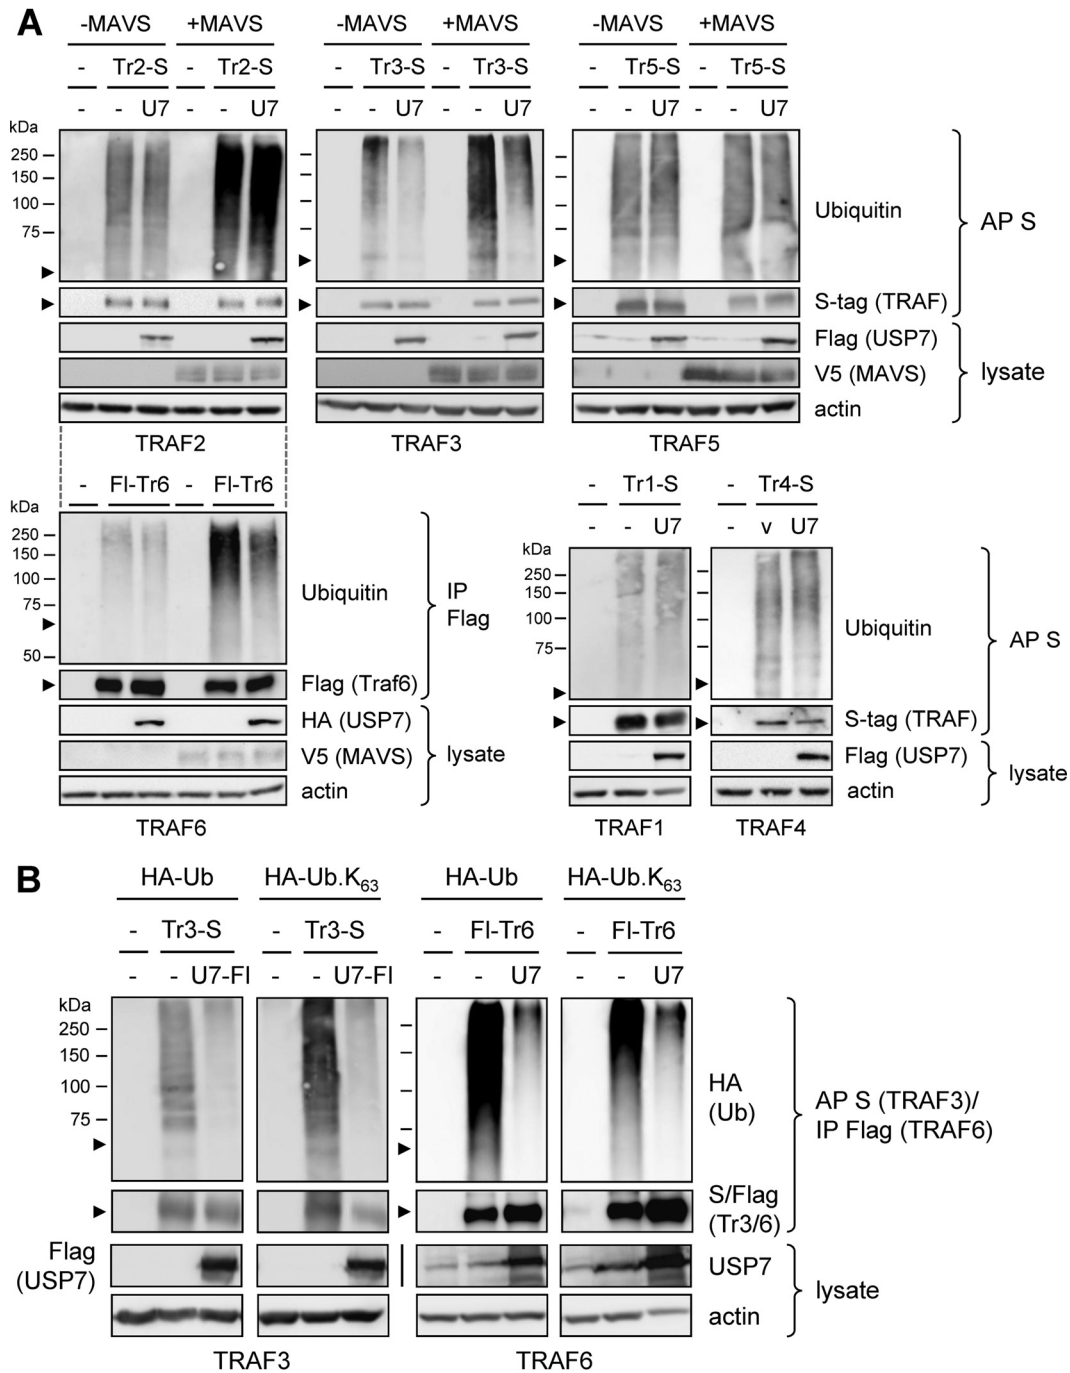 A
-MAVS +MAVS -MAVS +MAVS -MAVS +MAVS
- Tr2-S - Tr2-S - Tr3-S - Tr3-S - Tr5-S - Tr5-S
- - U7 - - U7 - - U7 - - U7 - - U7 - - U7
kDa
250
150
100
75
Ubiquitin
AP S
S-tag (TRAF)
Flag (USP7)
V5 (MAVS)
lysate
actin
TRAF2 TRAF3 TRAF5
- Fl-Tr6 - Fl-Tr6
kDa
250
150
100
75
50
Ubiquitin
IP
Flag
Flag (Traf6)
HA (USP7)
V5 (MAVS)
lysate
actin
TRAF6
- Tr1-S - Tr4-S
- - U7 - v U7
kDa
250
150
100
75
Ubiquitin
AP S
S-tag (TRAF)
Flag (USP7)
lysate
actin
TRAF1 TRAF4
B
HA-Ub HA-Ub.K63 HA-Ub HA-Ub.K63
- Tr3-S - Tr3-S - Fl-Tr6 - Fl-Tr6
- - U7-Fl - - U7-Fl - - U7 - - U7
kDa
250
150
100
75
HA
(Ub)
AP S (TRAF3)/
IP Flag (TRAF6)
S/Flag
(Tr3/6)
Flag
(USP7)
USP7
lysate
actin
TRAF3 TRAF6